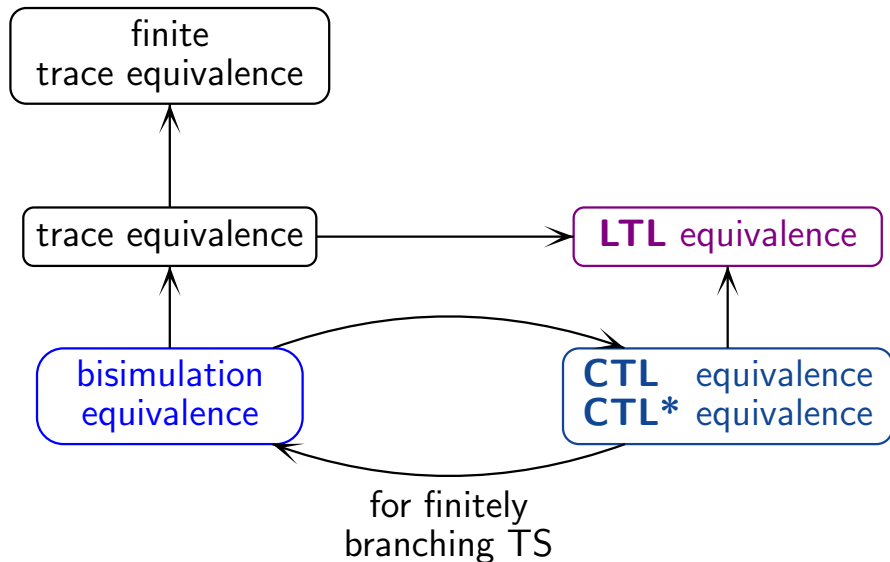 finite
trace equivalence
trace equivalence
LTL equivalence
bisimulation
equivalence
CTL equivalence
CTL* equivalence
for finitely
branching TS